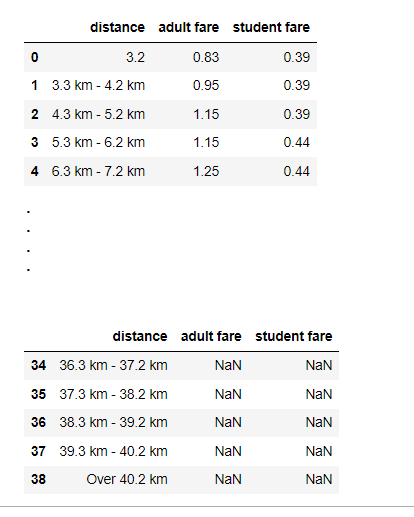 distance adult fare student fare
0 3.2 0.83 0.39
1 3.3 km - 4.2 km 0.95 0.39
2 4.3 km - 5.2 km 1.15 0.39
3 5.3 km - 6.2 km 1.15 0.44
4 6.3 km - 7.2 km 1.25 0.44
.
.
.
.
distance adult fare student fare
34 36.3 km - 37.2 km NaN NaN
35 37.3 km - 38.2 km NaN NaN
36 38.3 km - 39.2 km NaN NaN
37 39.3 km - 40.2 km NaN NaN
38 Over 40.2 km NaN NaN